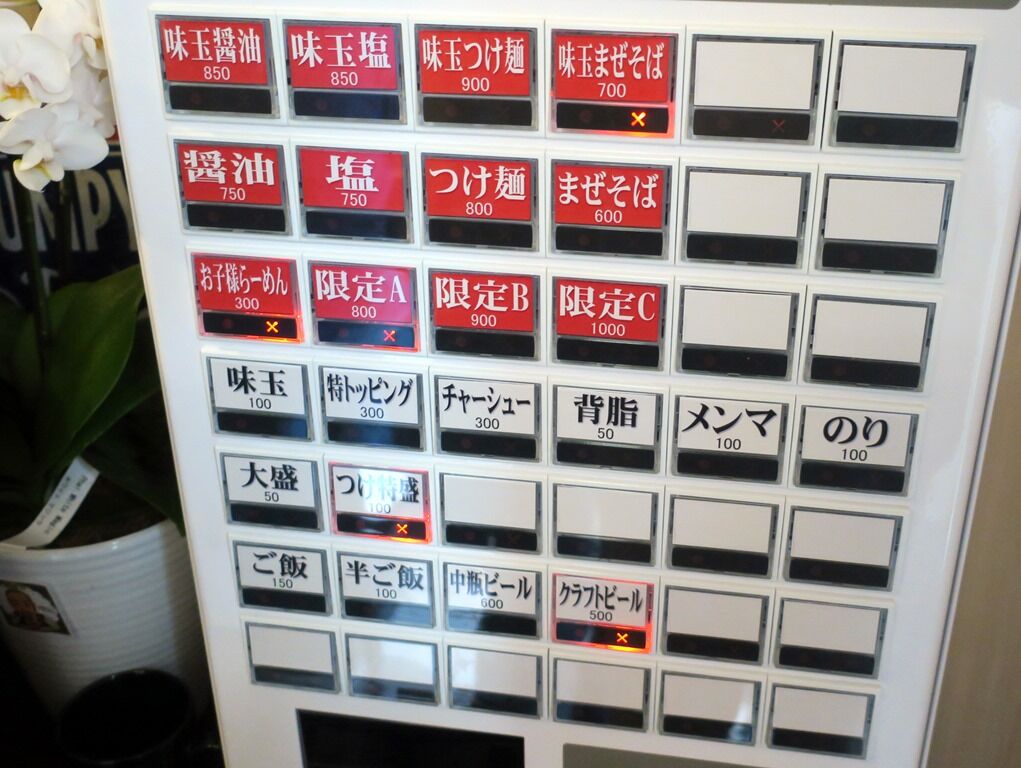 味玉醤油
850
味玉塩
850
味玉つけ麺
900
味玉まぜそば
700
醤油
750
塩
750
つけ麺
800
まぜそば
600
お子様らーめん
300
限定A
800
限定B
900
限定C
1000
味玉
100
特トッピング
300
チャーシュー
300
背脂
50
メンマ
100
のり
100
大盛
50
つけ特盛
100
ご飯
150
半ご飯
100
中瓶ビール
600
クラフトビール
500